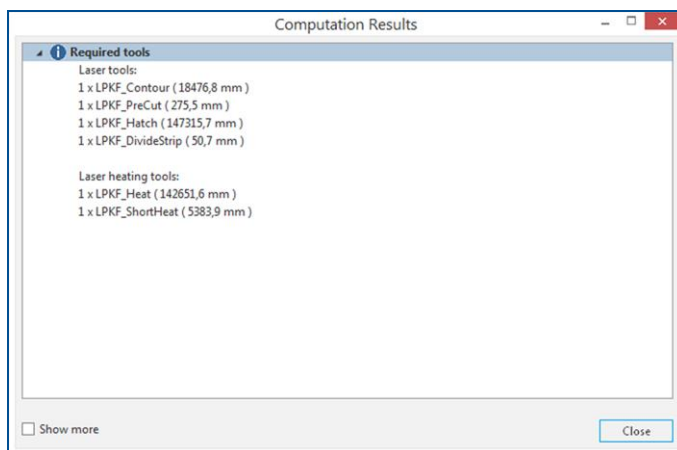 Computation Results
Required tools
Laser tools:
1 x LPKF_Contour ( 18476,8 mm )
1 x LPKF_PreCut ( 275,5 mm )
1 x LPKF_Hatch ( 147315,7 mm )
1 x LPKF_DivideStrip ( 50,7 mm )
Laser heating tools:
1 x LPKF_Heat ( 142651,6 mm )
1 x LPKF_ShortHeat ( 5383,9 mm )
Show more
Close